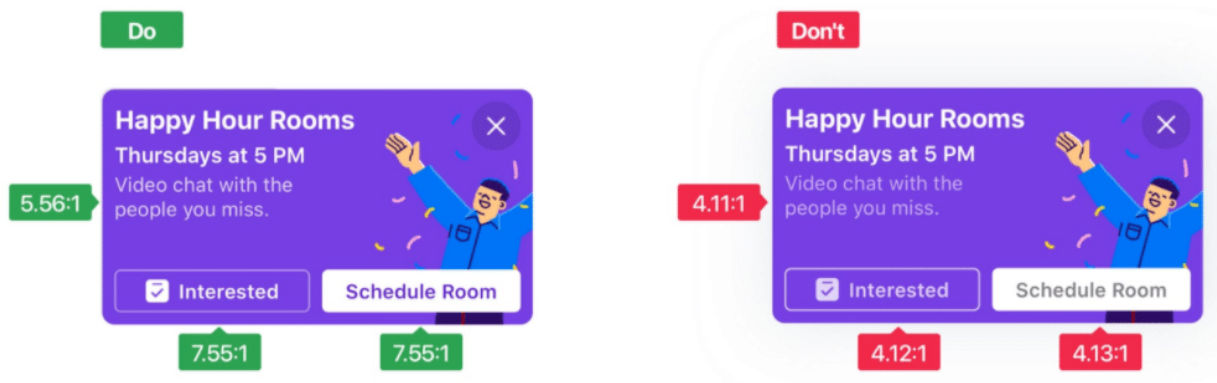 Do
Happy Hour Rooms
Thursdays at 5 PM
Video chat with the
people you miss.
5.56:1
Interested
Schedule Room
7.55:1
7.55:1
Don't
Happy Hour Rooms
Thursdays at 5 PM
Video chat with the
people you miss.
4.11:1
Interested
Schedule Room
4.12:1
4.13:1